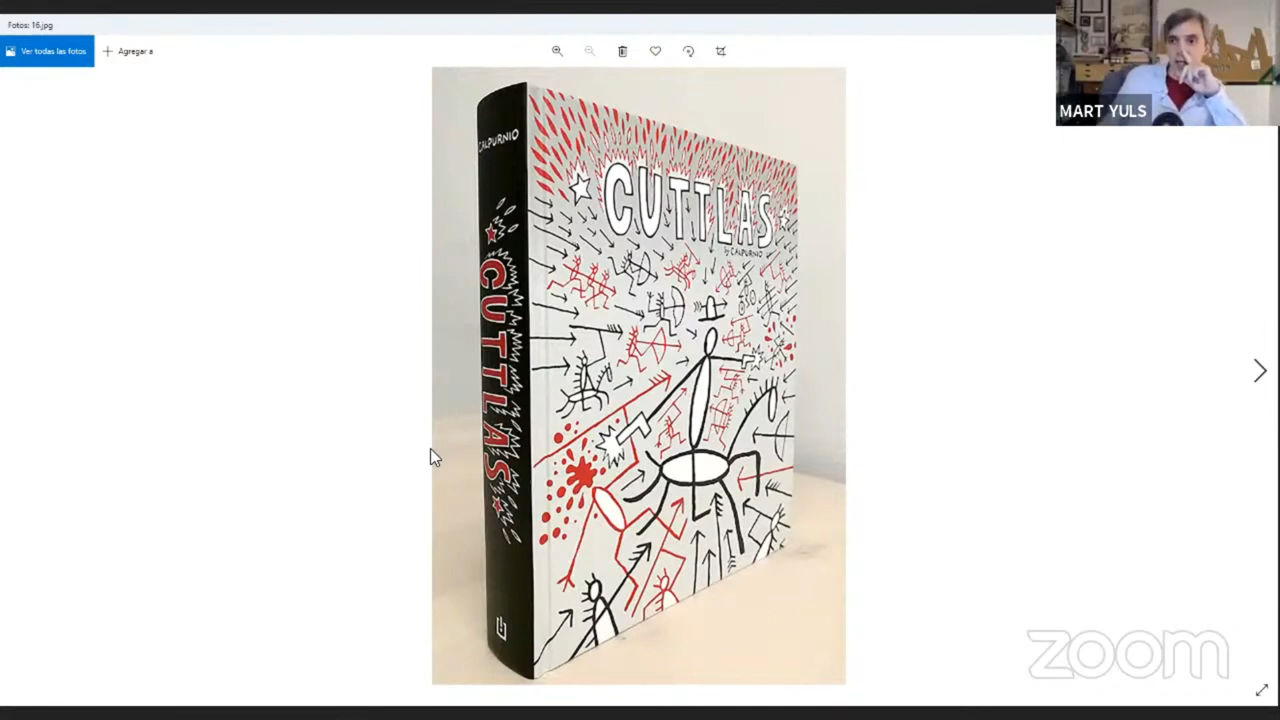 Fotos: 16.jpg
Ver todas las fotos
Agregar a
MART YULS
CALPURNIO
CUTTLAS
CUTTLAS
by CALPURNIO
zoom